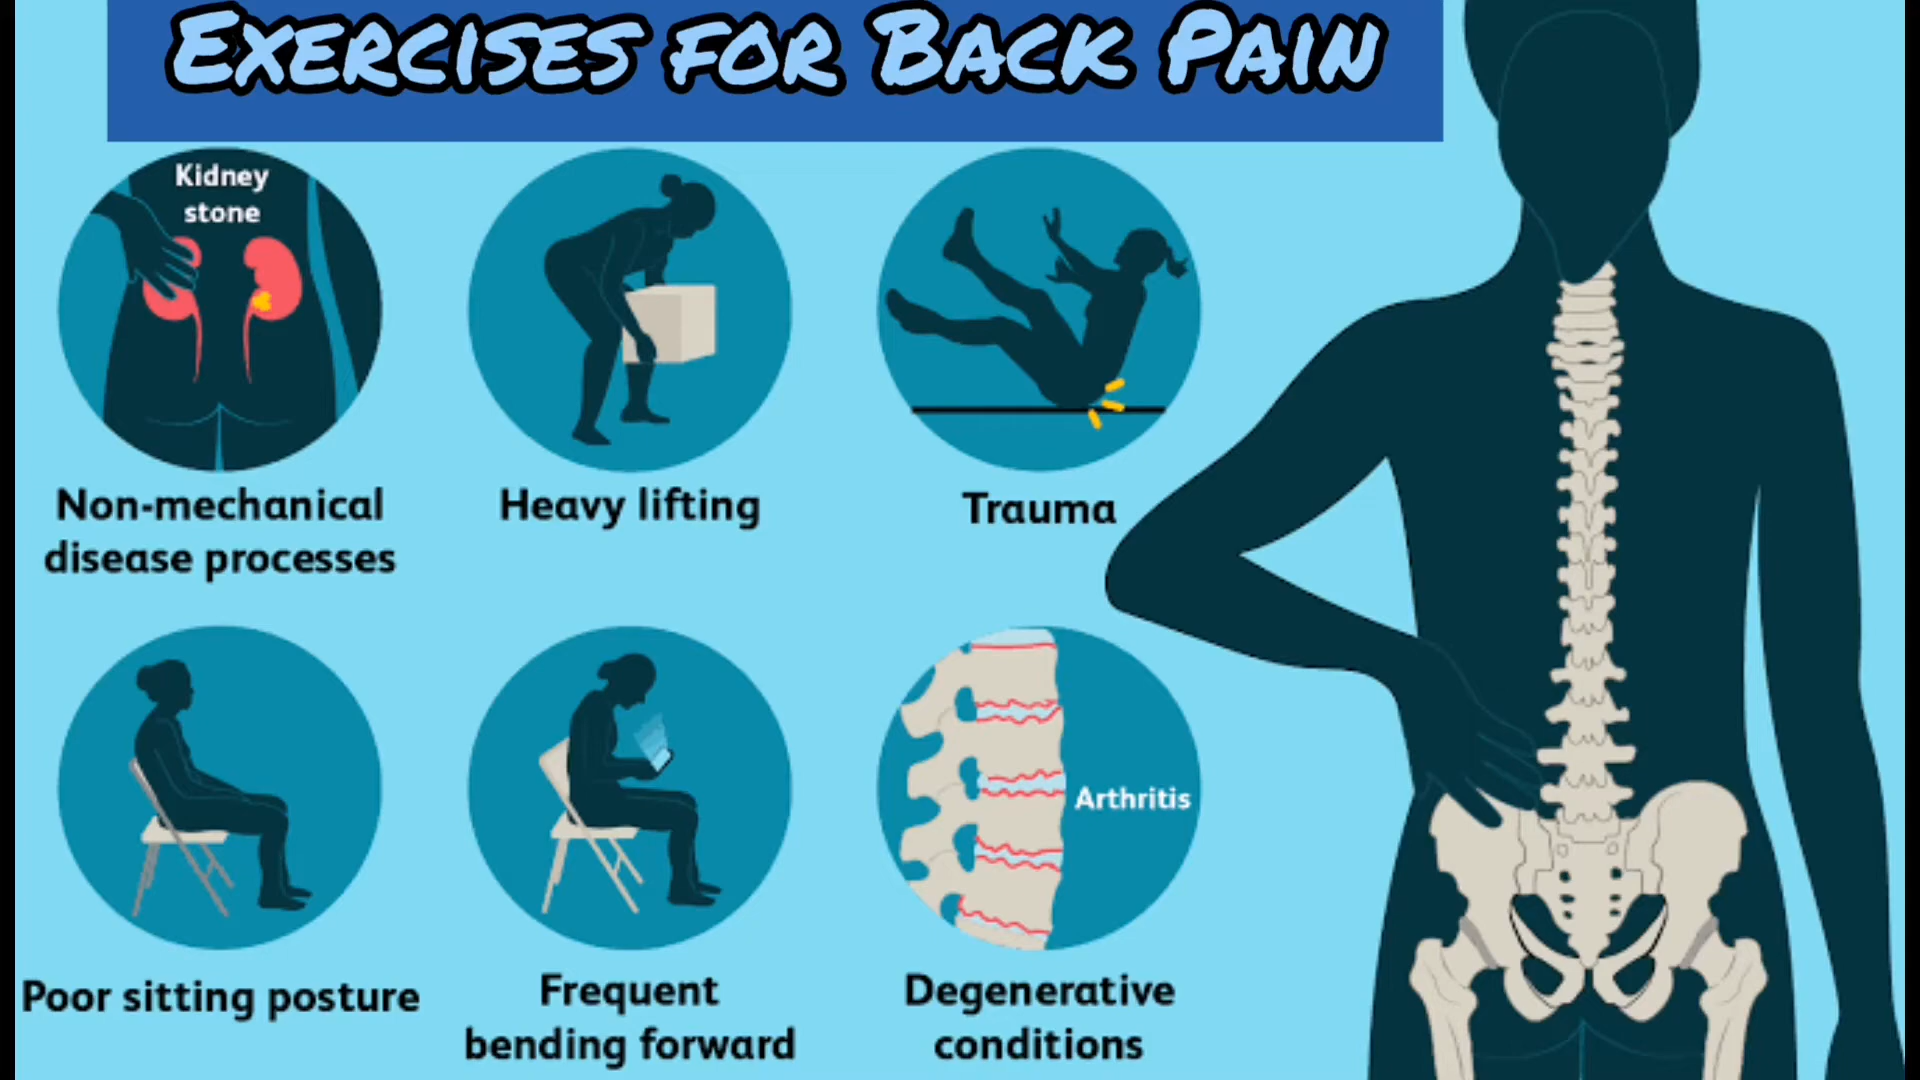 Exercises for Back Pain
Kidney
stone
Non-mechanical
disease processes
Heavy lifting
Trauma
Poor sitting posture
Frequent
bending forward
Arthritis
Degenerative
conditions